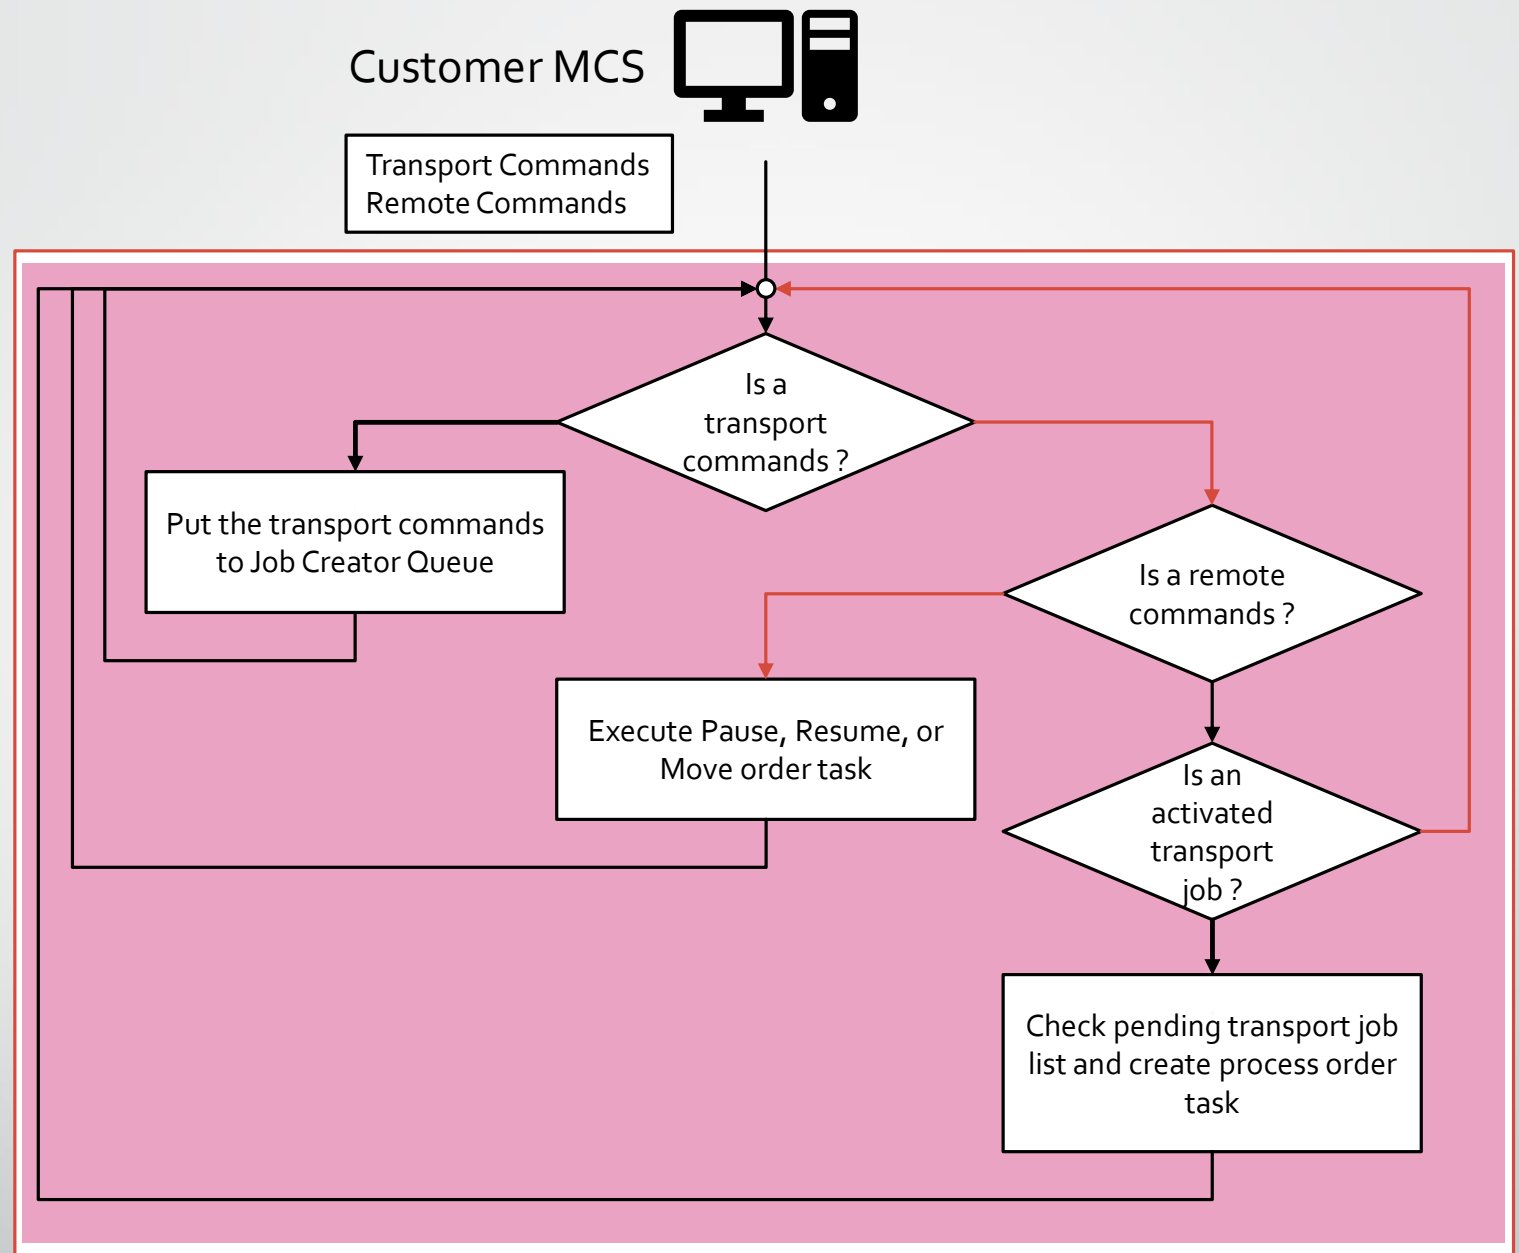 Customer MCS
Transport Commands
Remote Commands
Is a
transport
commands ?
Put the transport commands
to Job Creator Queue
Is a remote
commands ?
Execute Pause, Resume, or
Move order task
Is an
activated
transport
job ?
Check pending transport job
list and create process order
task